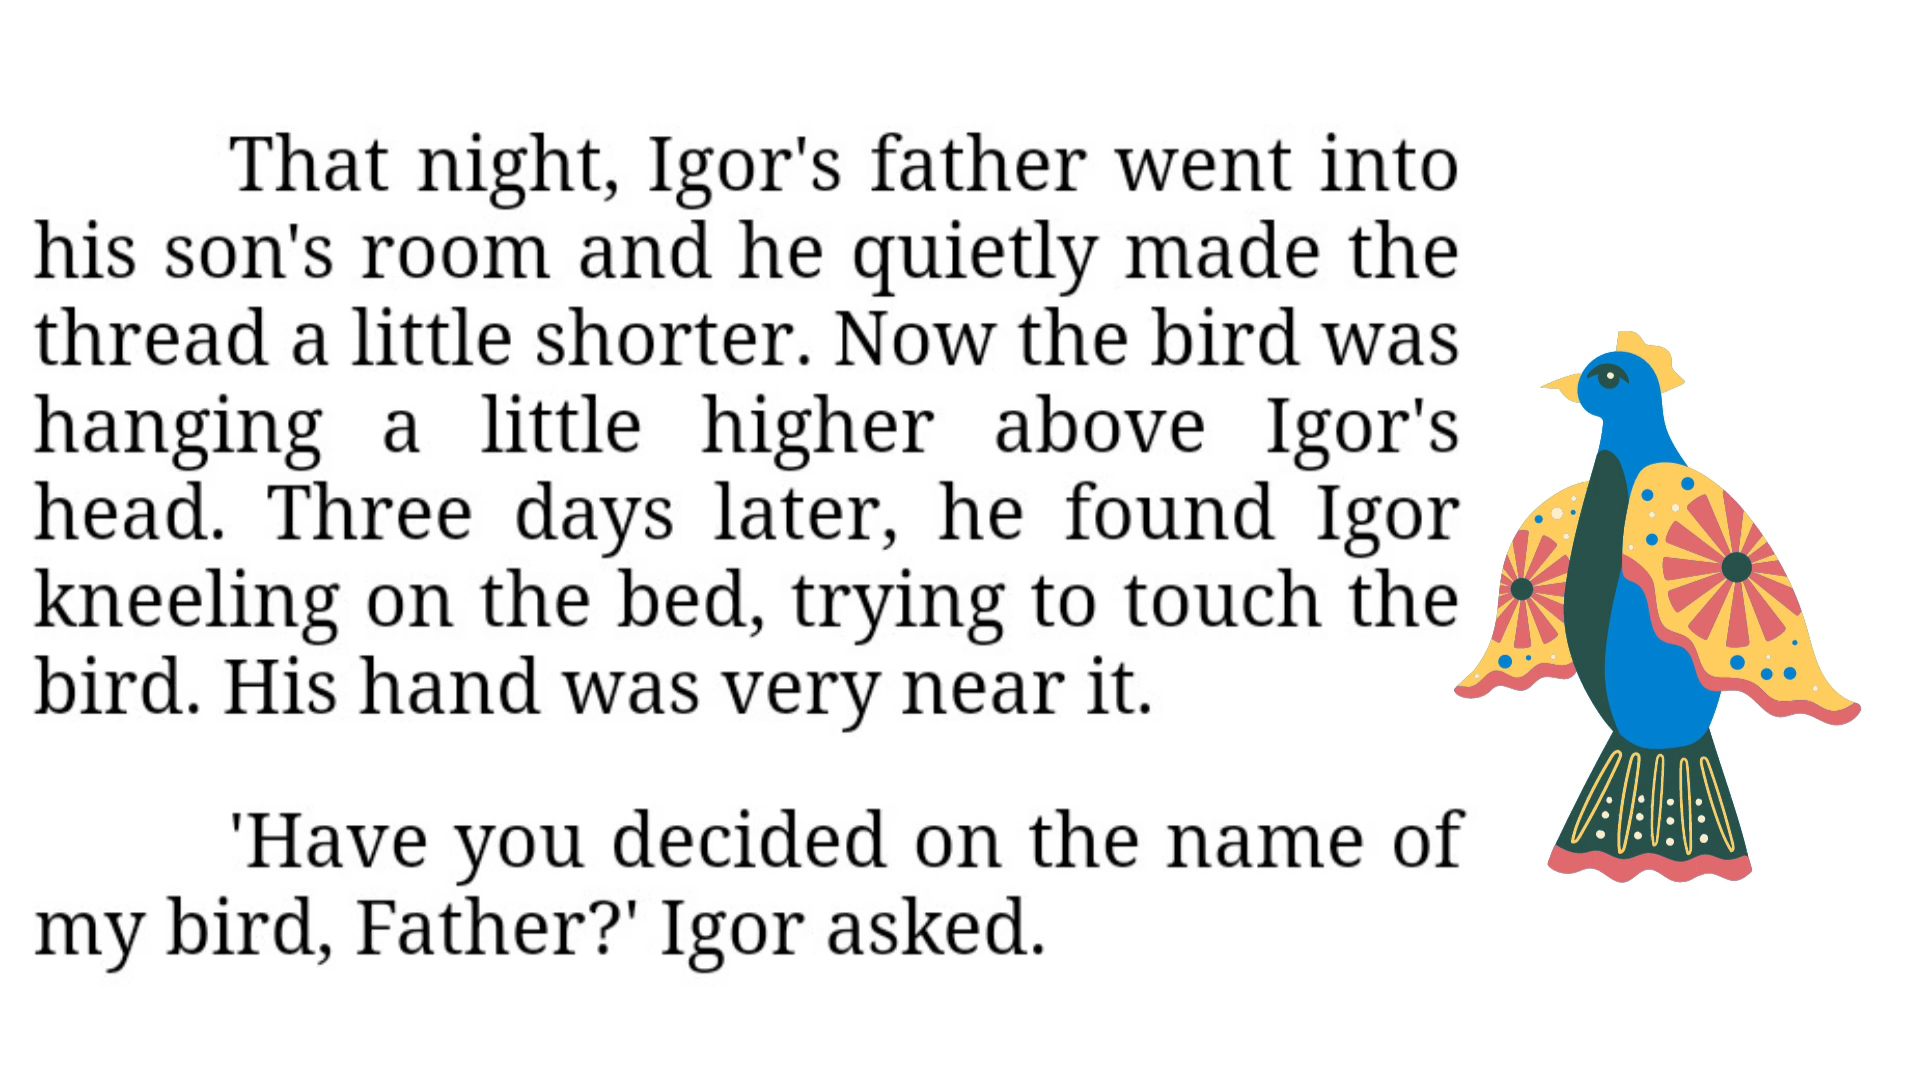 That night, Igor's father went into
his son's room and he quietly made the
thread a little shorter. Now the bird was
hanging a little higher above Igor's
head. Three days later, he found Igor
kneeling on the bed, trying to touch the
bird. His hand was very near it.
'Have you decided on the name of
my bird, Father?' Igor asked.